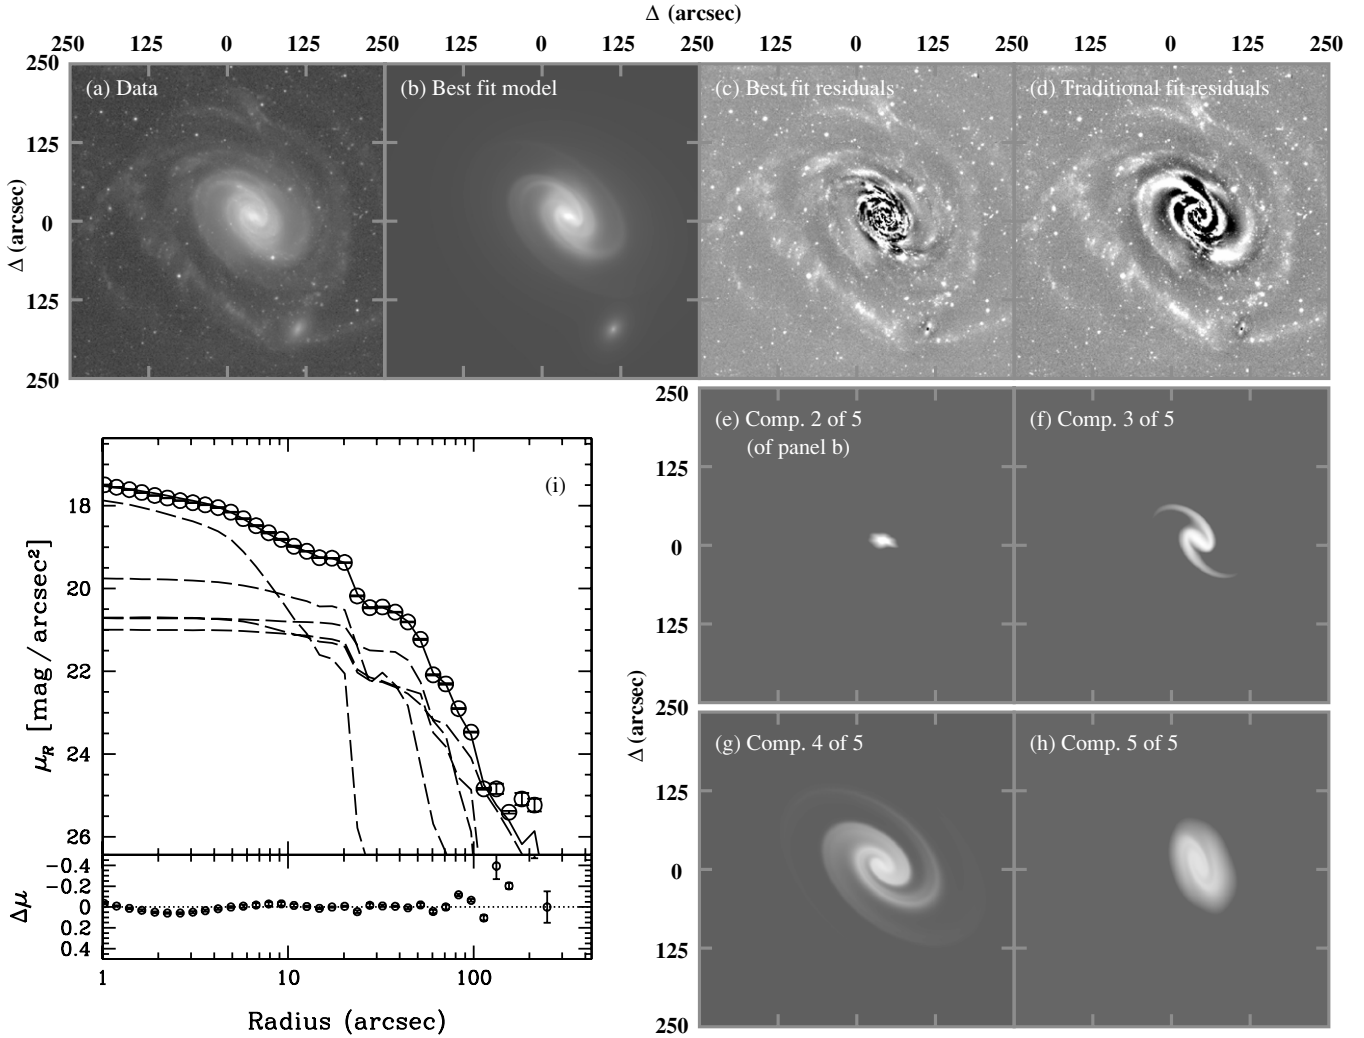 Δ (arcsec)
250 125 0 125 250 125 0 125 250 125 0 125 250 125 0 125 250
250
125
0
125
250
Δ (arcsec)
(a) Data
(b) Best fit model
(c) Best fit residuals
(d) Traditional fit residuals
250
125
0
125
250
125
0
125
250
Δ (arcsec)
(e) Comp. 2 of 5
(of panel b)
(f) Comp. 3 of 5
(g) Comp. 4 of 5
(h) Comp. 5 of 5
(i)
18
20
22
24
26
μR [mag/arcsec²]
−0.4
−0.2
0
0.2
0.4
Δμ
1 10 100
Radius (arcsec)